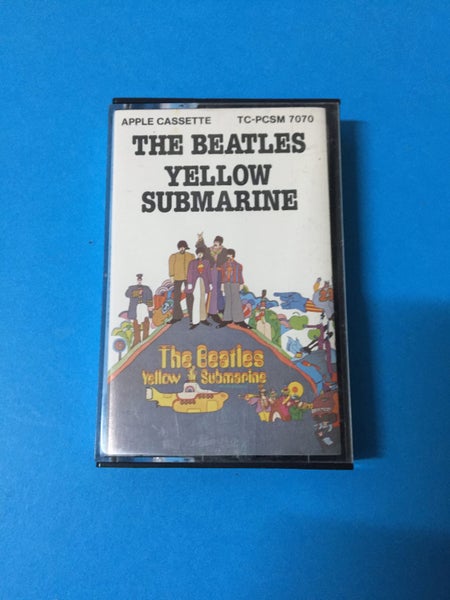 APPLE CASSETTE TC-PCSM 7070
THE BEATLES
YELLOW
SUBMARINE
The Beatles
Yellow Submarine